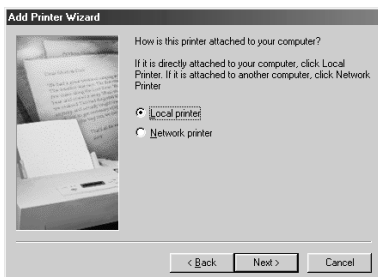 Add Printer Wizard
How is this printer attached to your computer?
If it is directly attached to your computer, click Local
Printer. If it is attached to another computer, click Network
Printer
Local printer
Network printer
< Back Next > Cancel